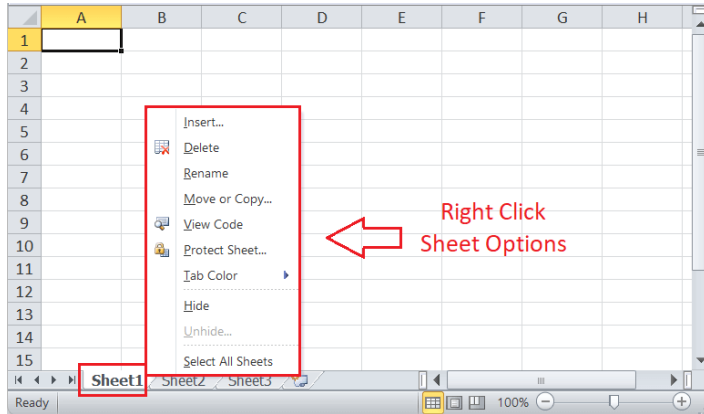 A B C D E F G H
1
2
3
4
5
6
7
8
9
10
11
12
13
14
15
Insert...
Delete
Rename
Move or Copy...
View Code
Protect Sheet...
Tab Color
Hide
Unhide...
Select All Sheets
Right Click
Sheet Options
Sheet1 Sheet2 Sheet3
Ready 100%